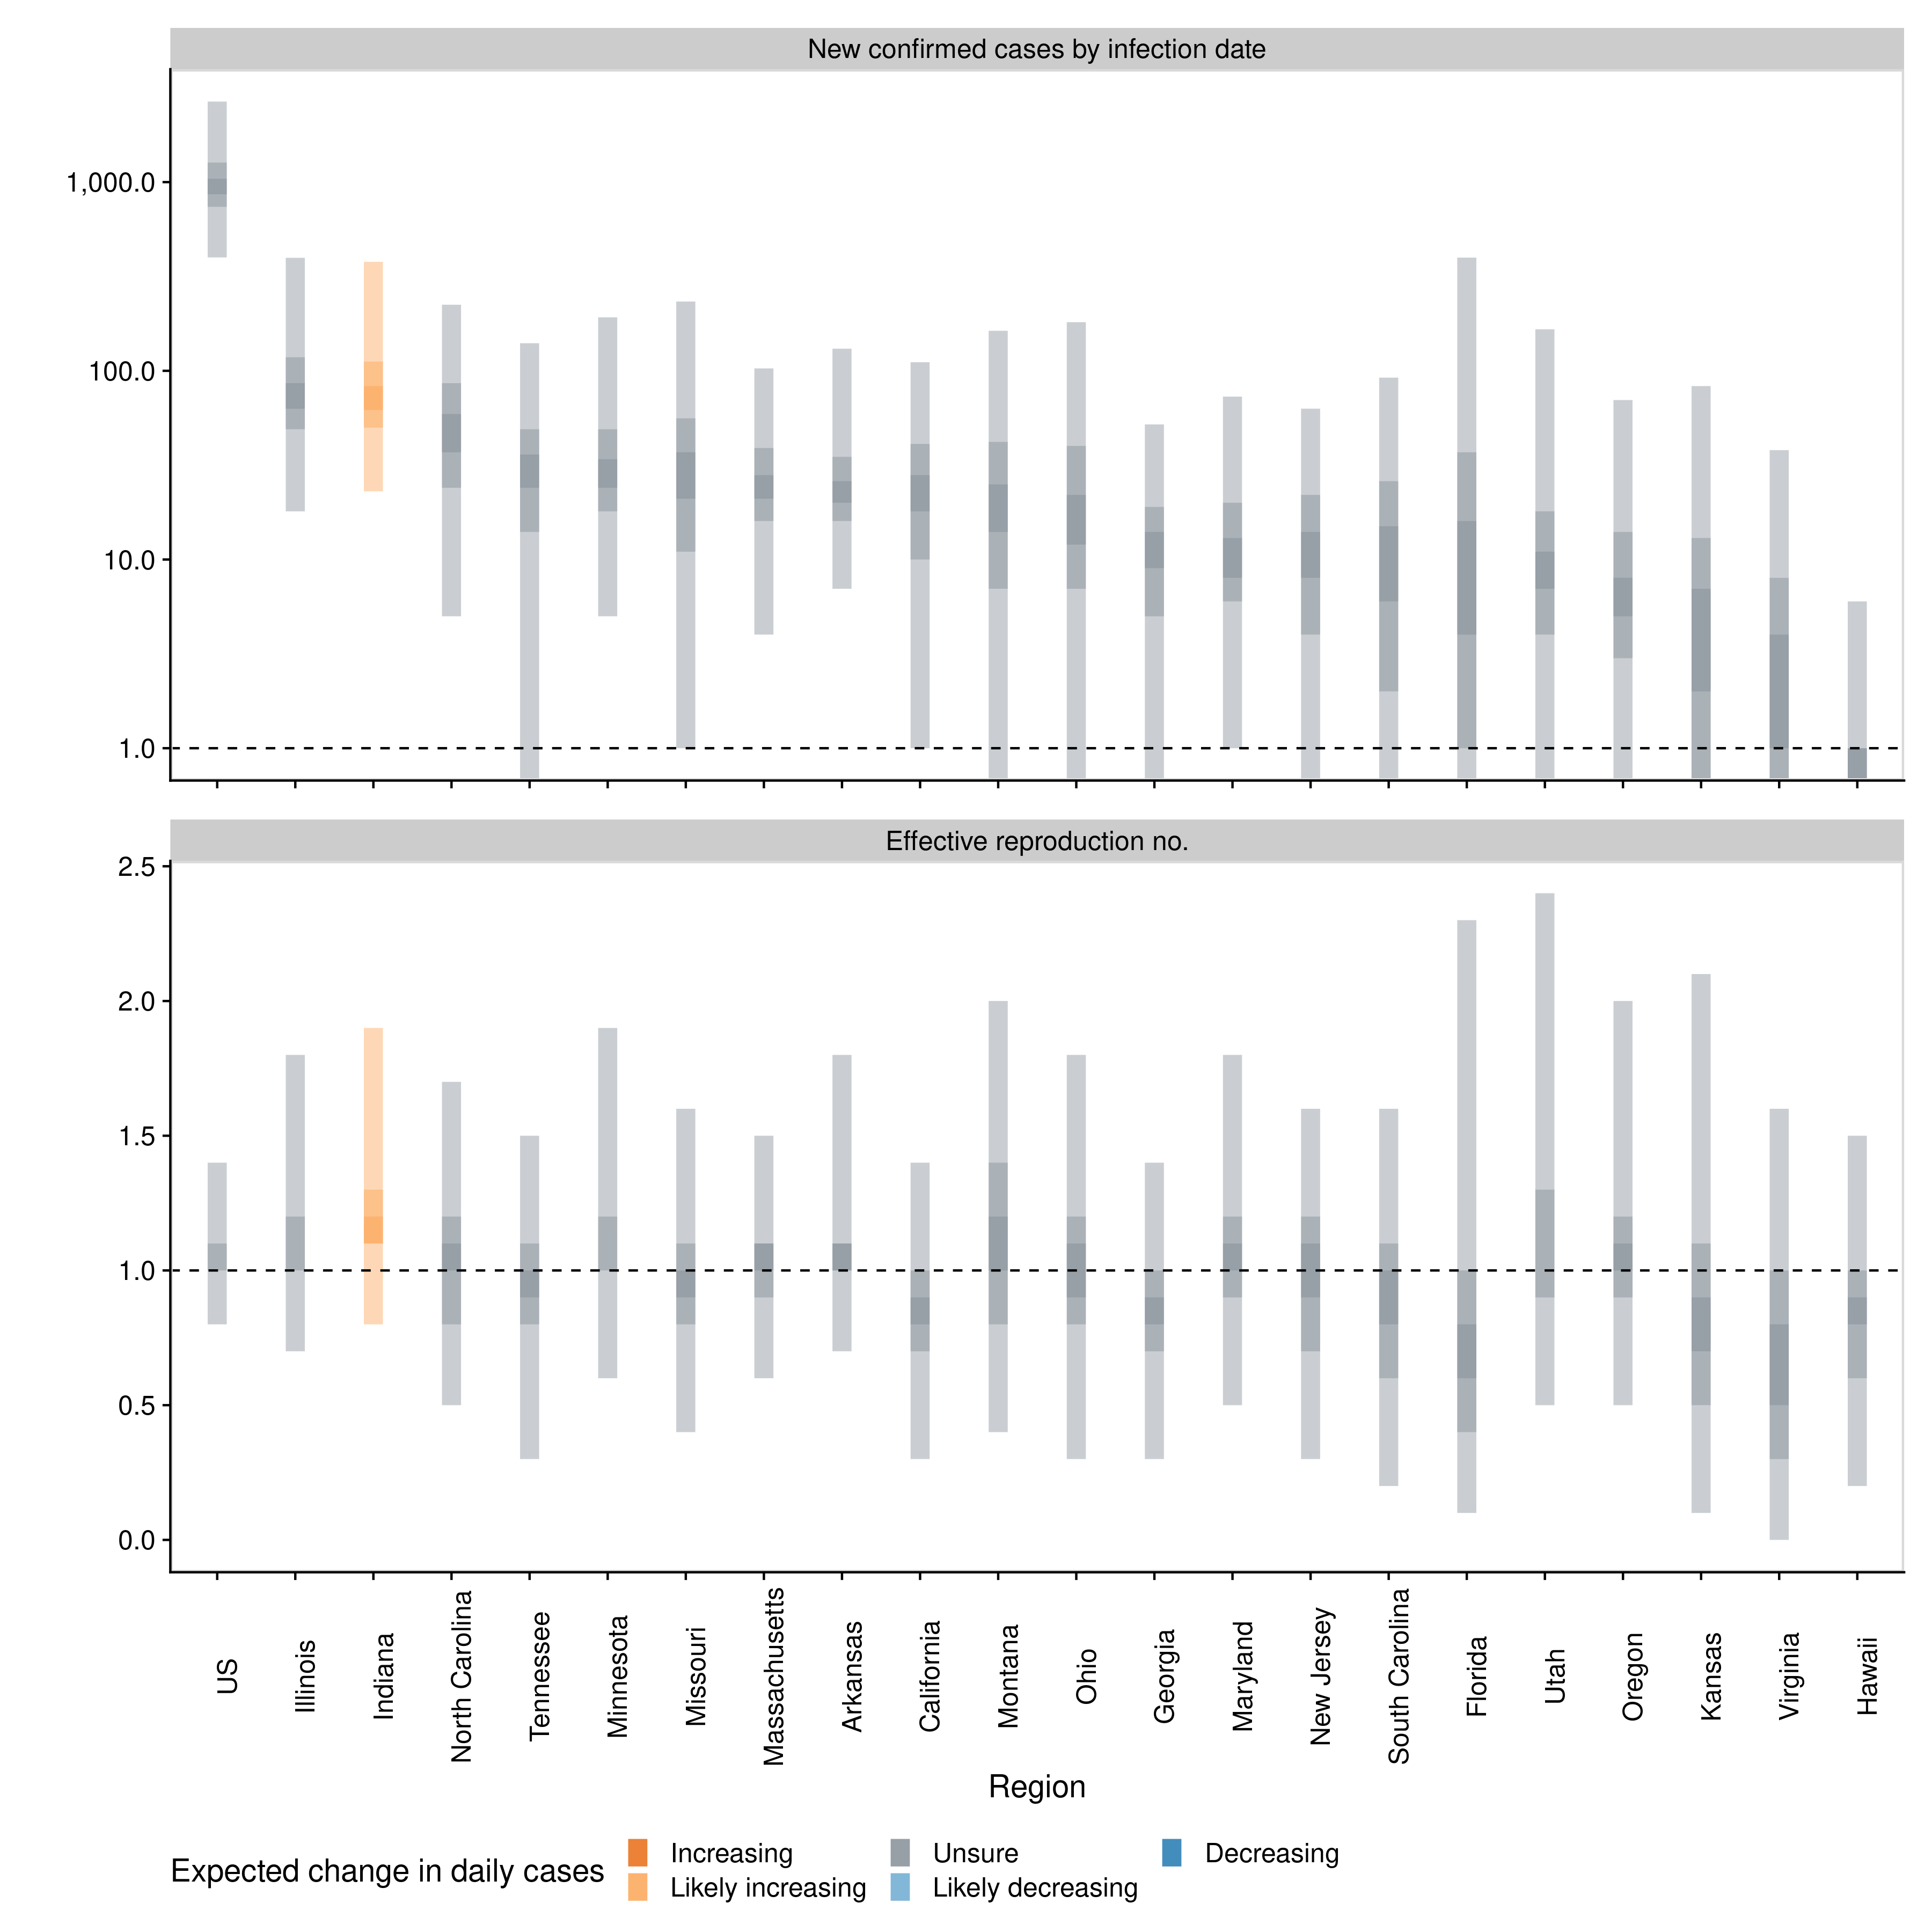 New confirmed cases by infection date
1,000.0
100.0
10.0
1.0
Effective reproduction no.
2.5
2.0
1.5
1.0
0.5
0.0
US
Illinois
Indiana
North Carolina
Tennessee
Minnesota
Missouri
Massachusetts
Arkansas
California
Montana
Ohio
Georgia
Maryland
New Jersey
South Carolina
Florida
Utah
Oregon
Kansas
Virginia
Hawaii
Region
Expected change in daily cases
Increasing
Likely increasing
Unsure
Likely decreasing
Decreasing